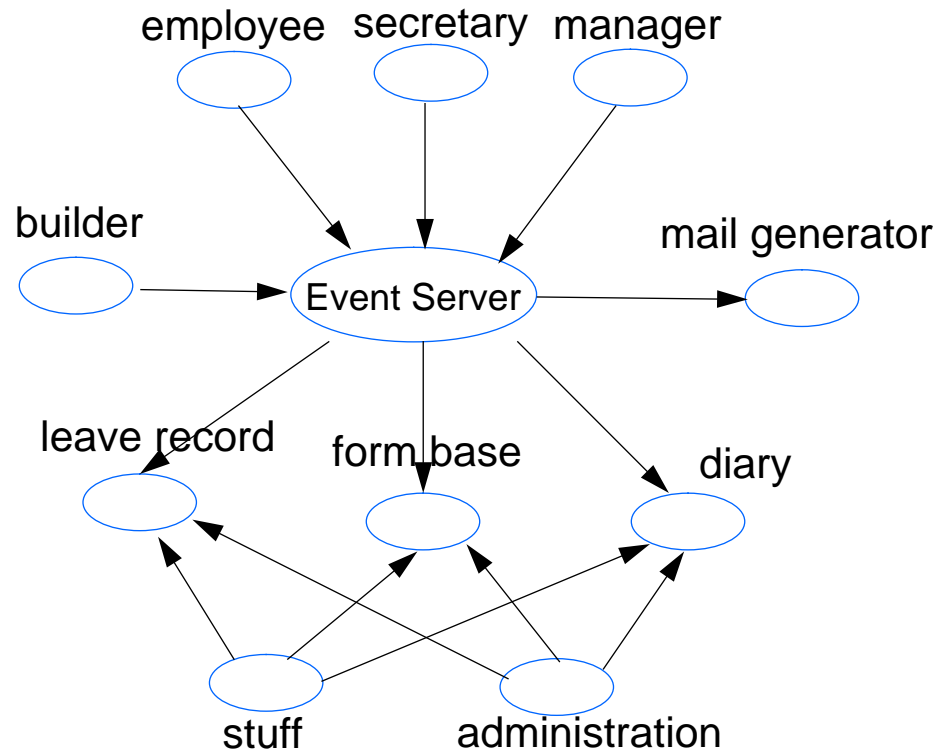 employee
secretary
manager
builder
mail generator
Event Server
leave record
form base
diary
stuff
administration